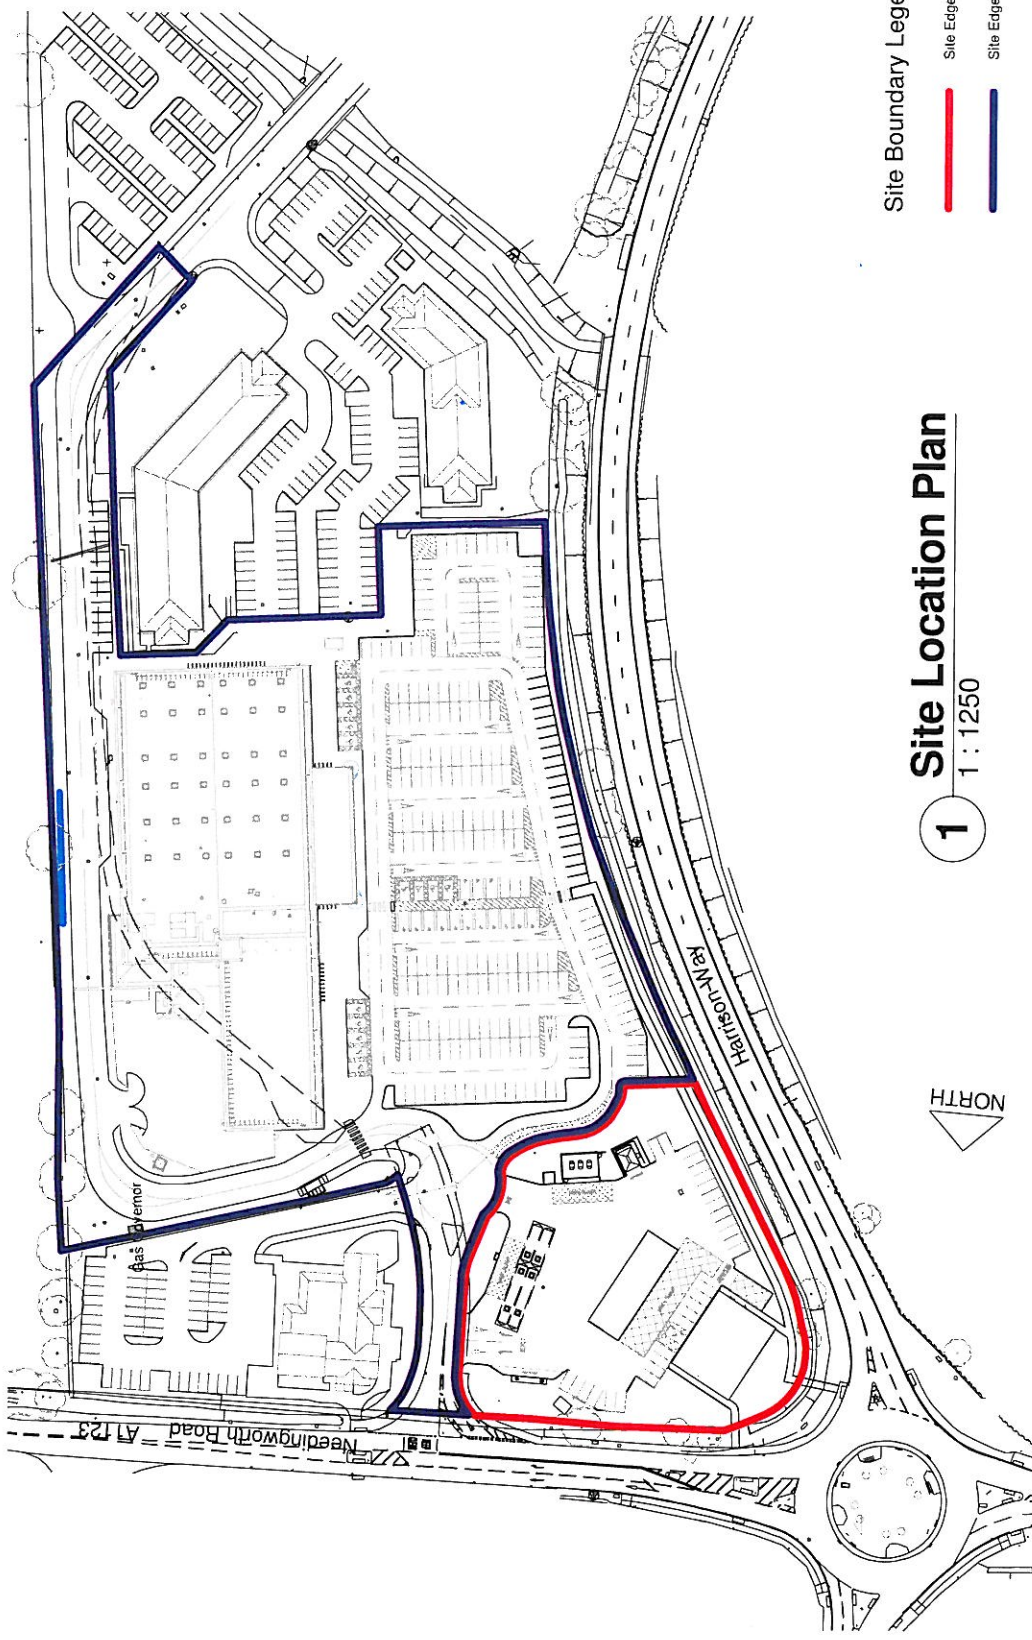 Site Boundary Lege
Site Edge
Site Edge
1
Site Location Plan
1 : 1250
NORTH
Harrison Way
Needingworth Road
A1123
Gas Governor